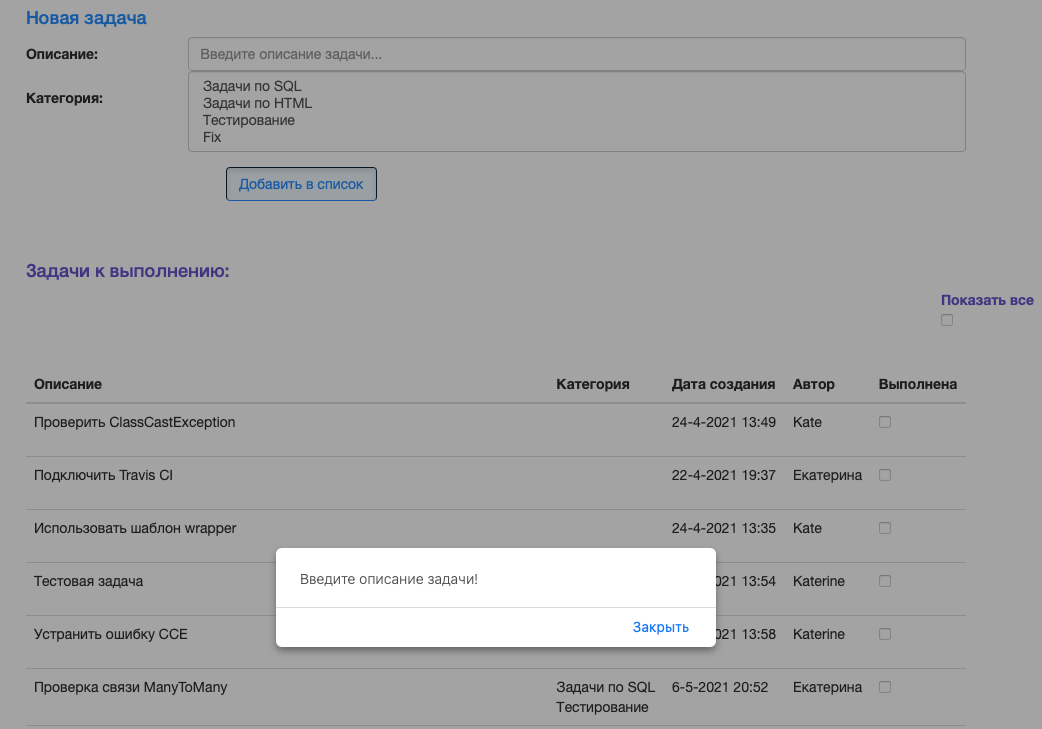 Новая задача
Описание:
Введите описание задачи...
Категория:
Задачи по SQL
Задачи по HTML
Тестирование
Fix
Добавить в список
Задачи к выполнению:
Показать все
Описание Категория Дата создания Автор Выполнена
Проверить ClassCastException 24-4-2021 13:49 Kate
Подключить Travis CI 22-4-2021 19:37 Екатерина
Использовать шаблон wrapper 24-4-2021 13:35 Kate
Тестовая задача 021 13:54 Katerine
Введите описание задачи!
Закрыть
Устранить ошибку CCE 021 13:58 Katerine
Проверка связи ManyToMany Задачи по SQL 6-5-2021 20:52 Екатерина
Тестирование